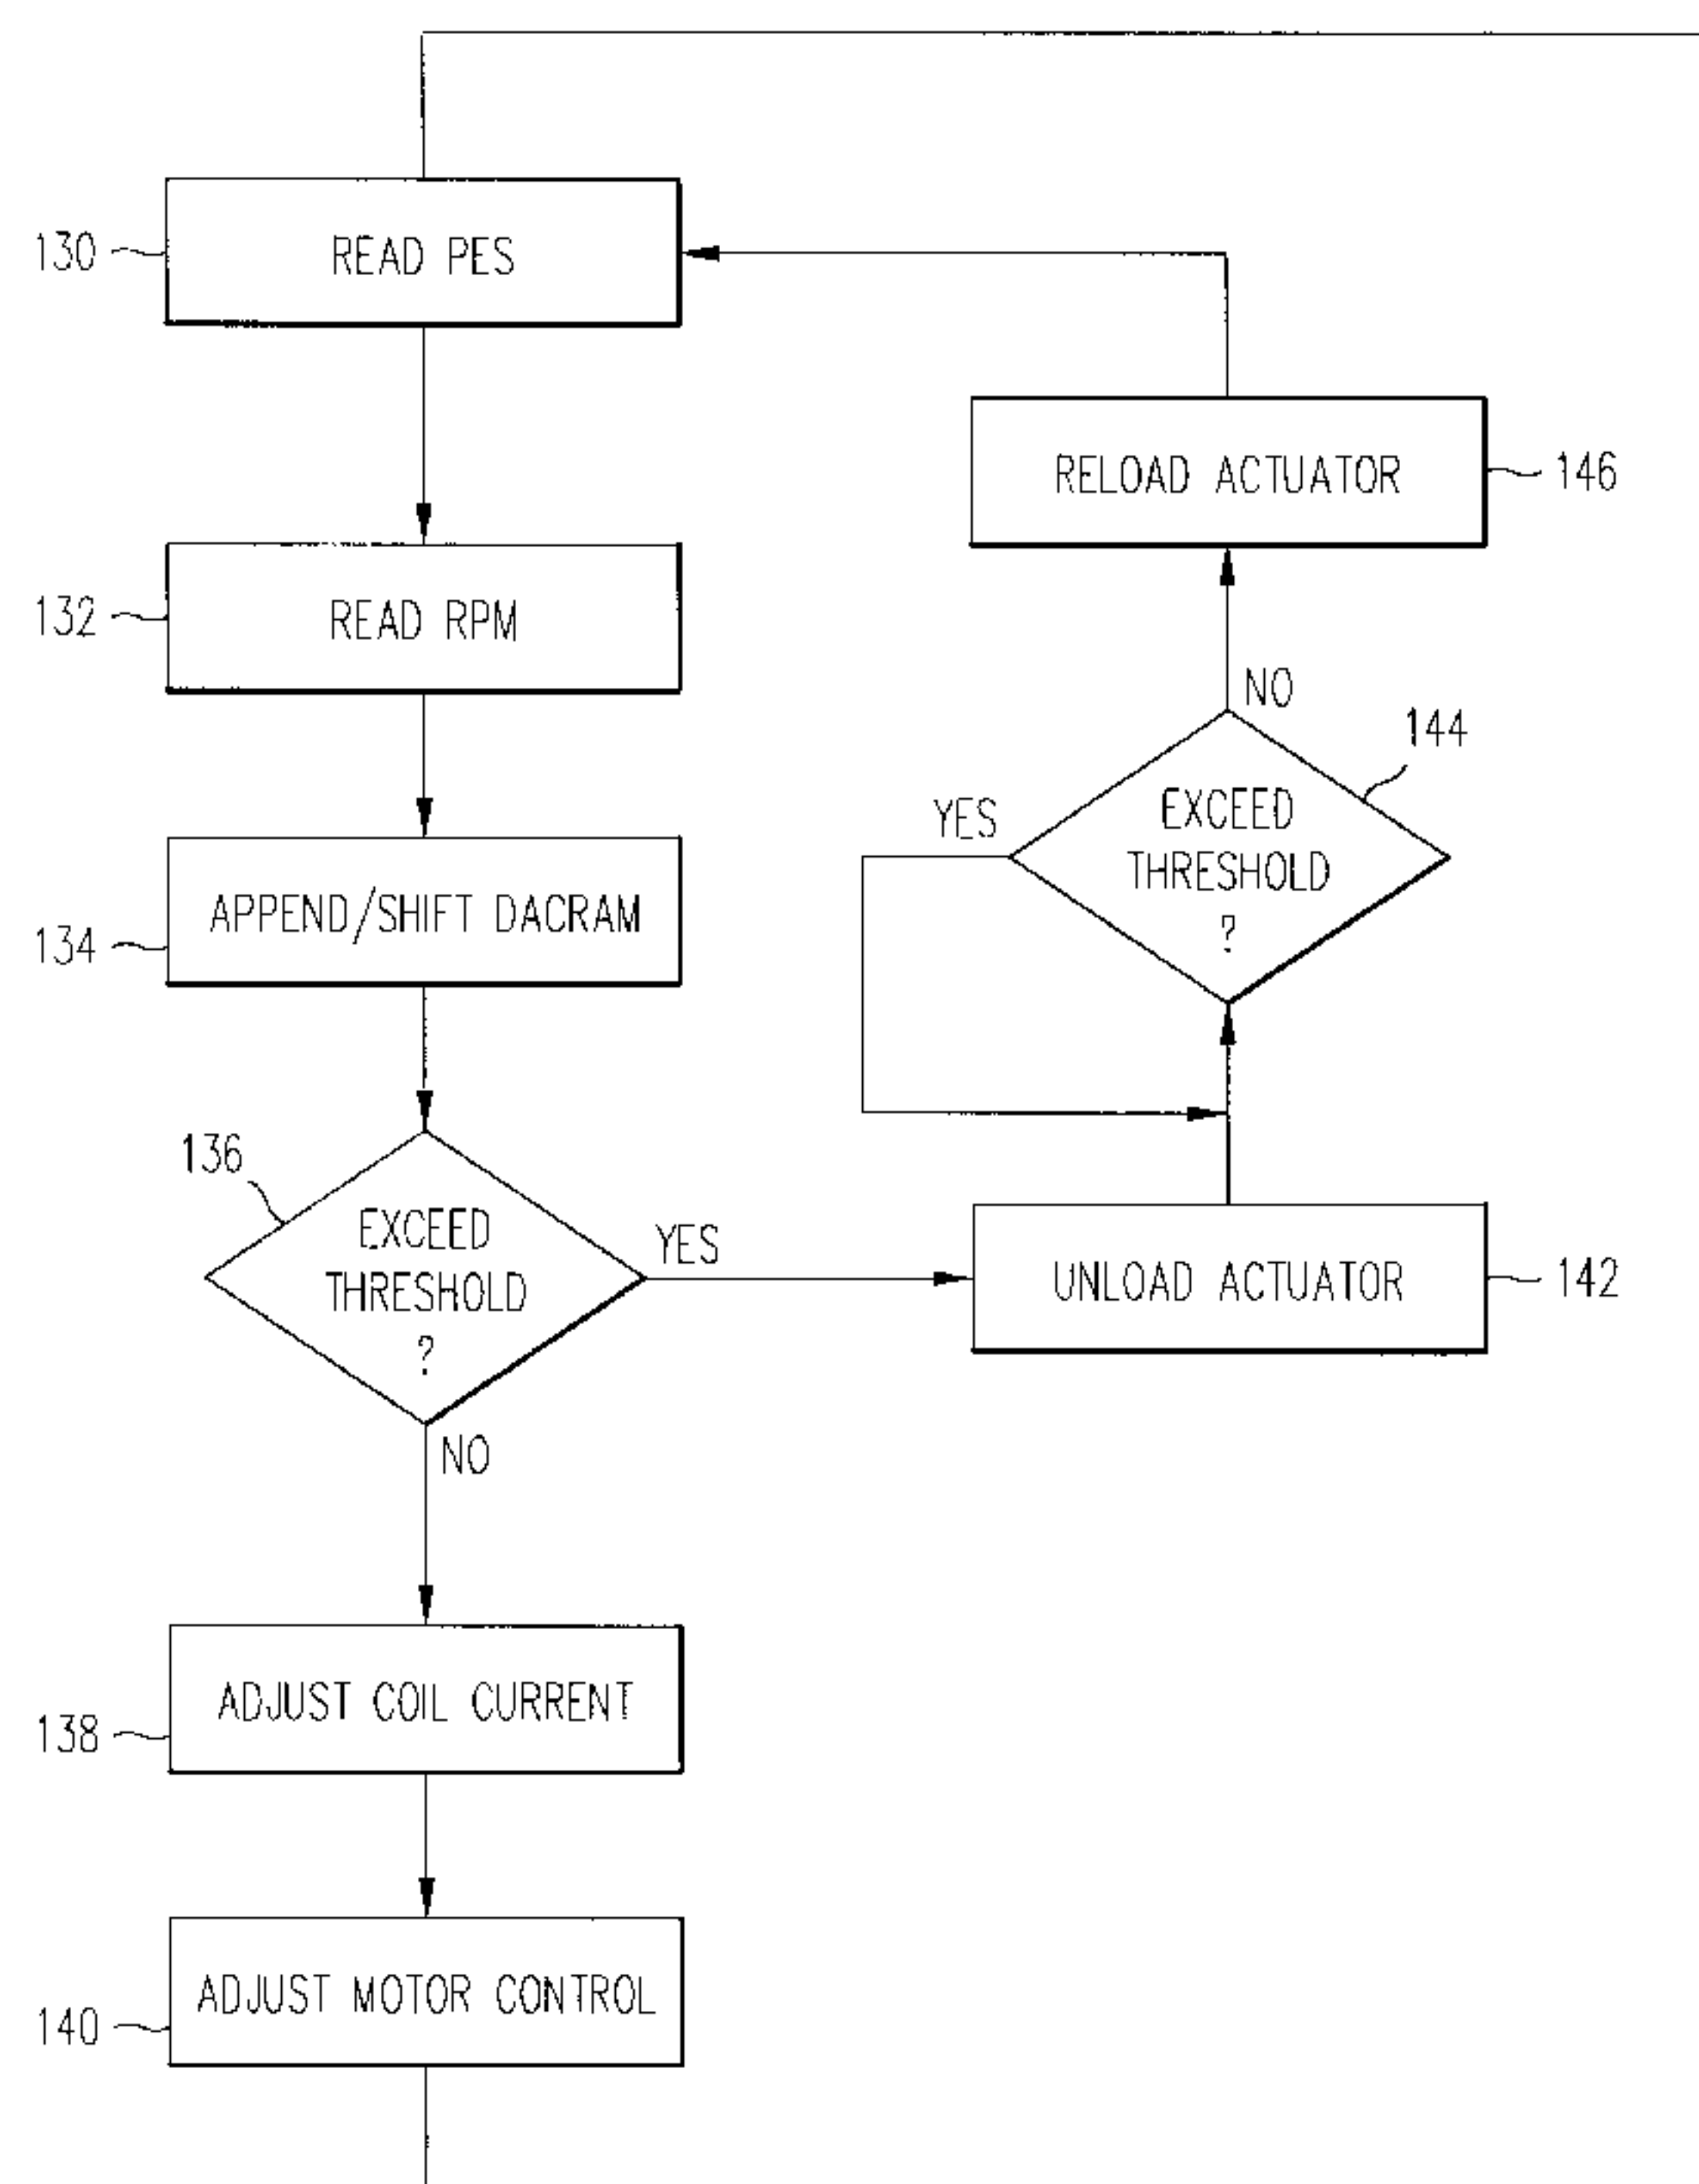 130
READ PES
132
READ RPM
134
APPEND/SHIFT DACRAM
136
EXCEED
THRESHOLD
?
YES
NO
138
ADJUST COIL CURRENT
140
ADJUST MOTOR CONTROL
UNLOAD ACTUATOR
142
EXCEED
THRESHOLD
?
144
YES
NO
RELOAD ACTUATOR
146